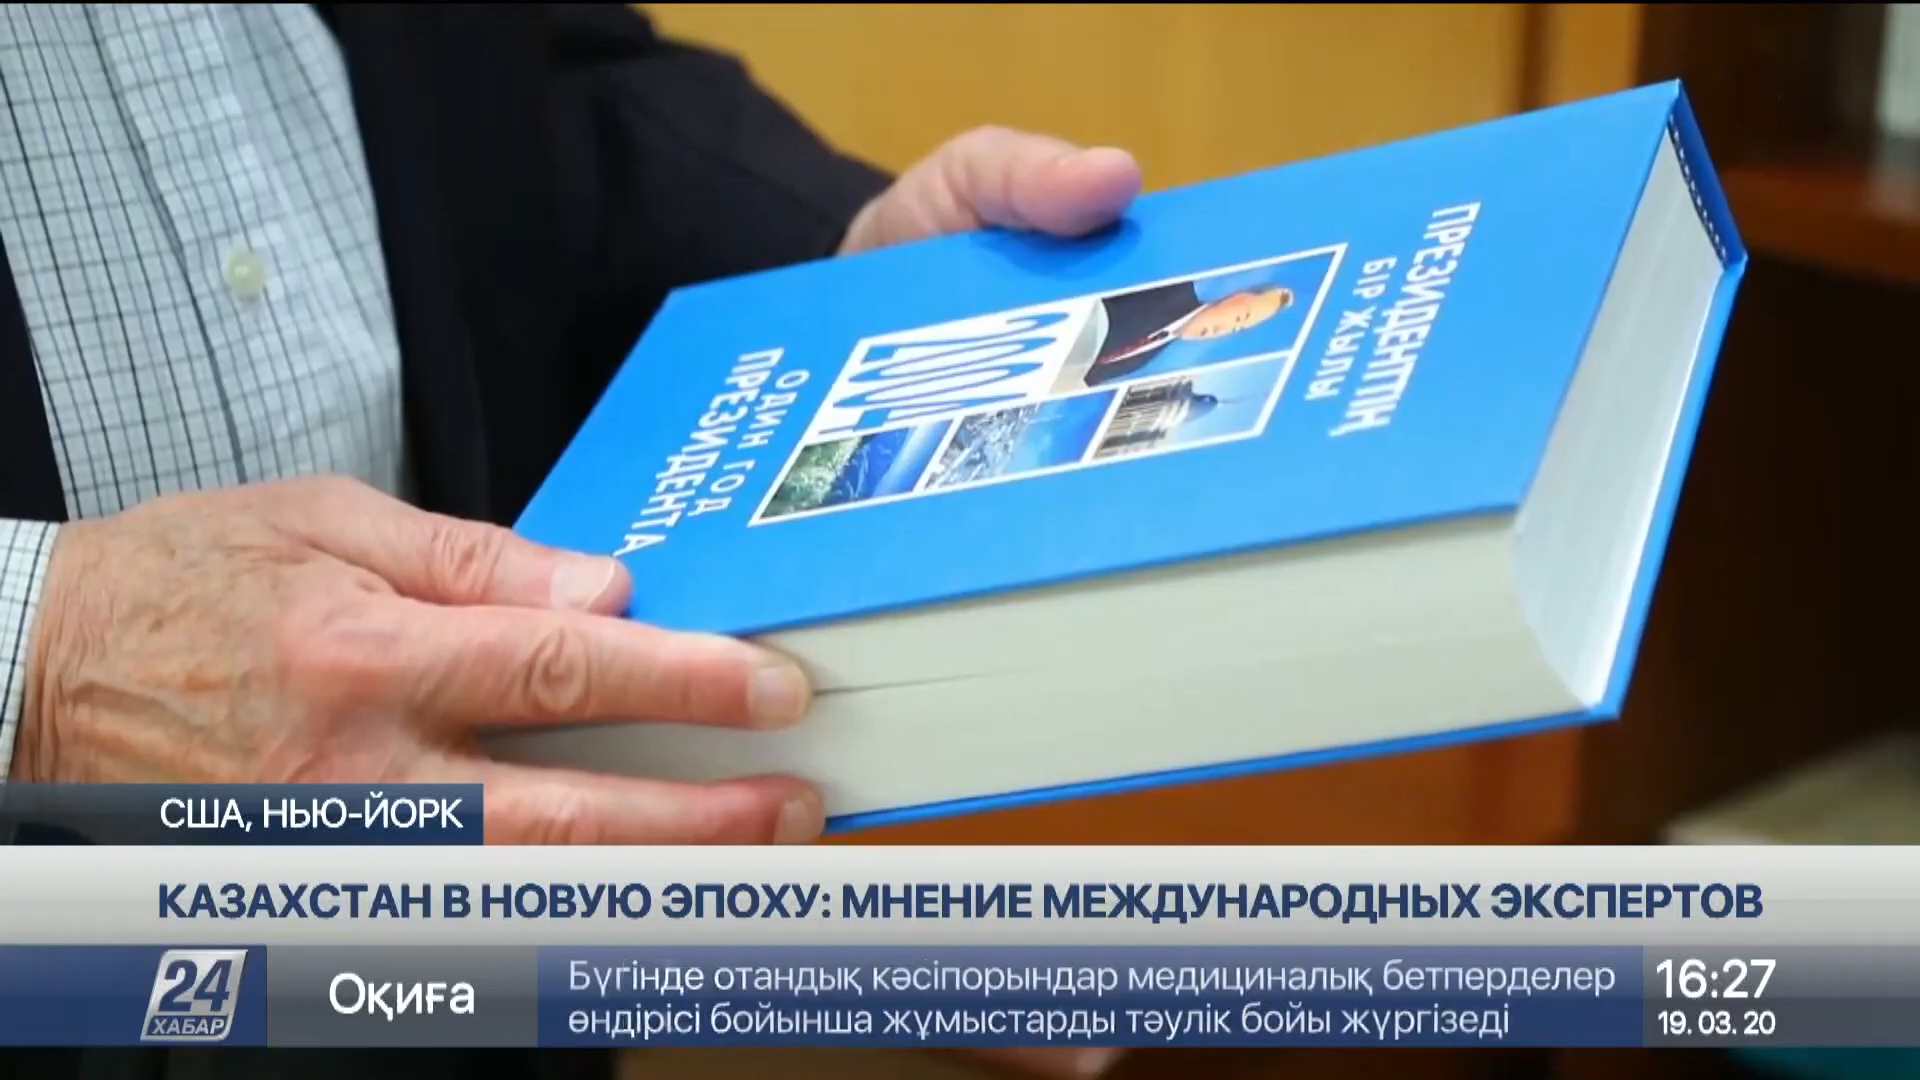 ПРЕЗИДЕНТІҢ
БІР ЖЫЛЫ
ОДИН ГОД
ПРЕЗИДЕНТА
США, НЬЮ-ЙОРК
КАЗАХСТАН В НОВУЮ ЭПОХУ: МНЕНИЕ МЕЖДУНАРОДНЫХ ЭКСПЕРТОВ
24
ХАБАР
Оқиға
Бүгінде отандық кәсіпорындар медициналық бетперделер
өндірісі бойынша жұмыстарды тәулік бойы жүргізеді
16:27
19. 03. 20